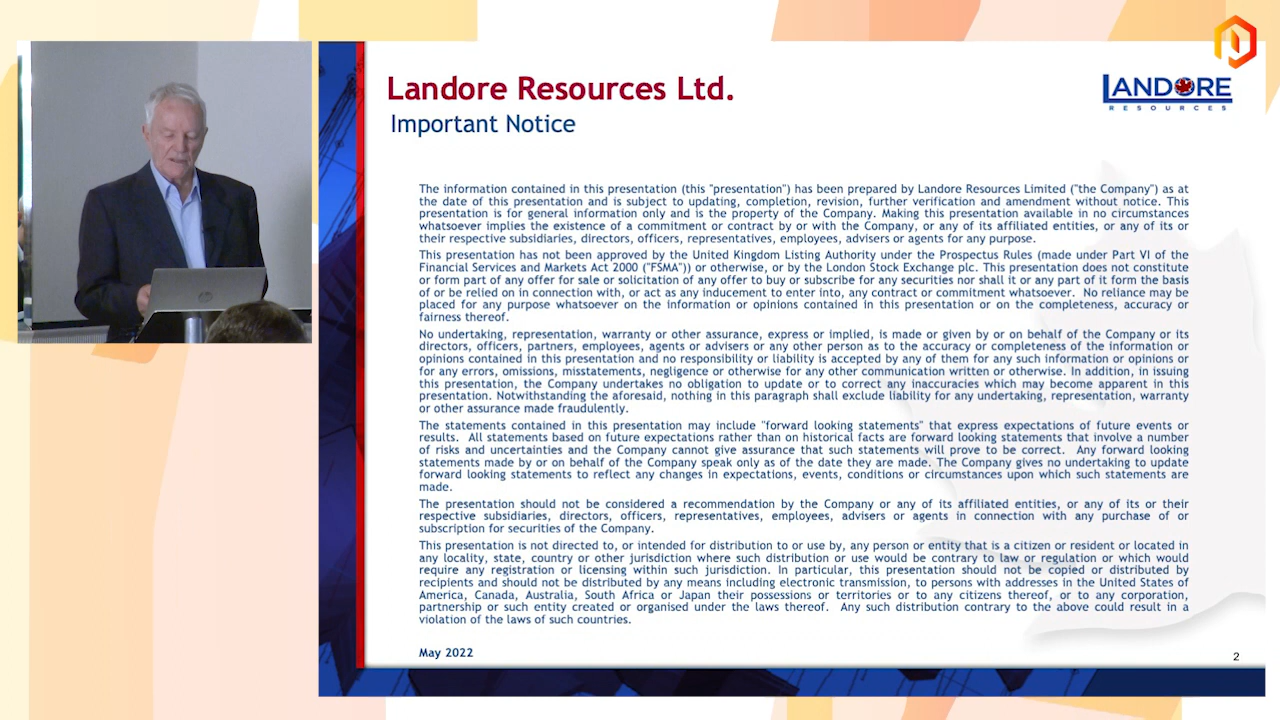 Landore Resources Ltd.
Important Notice
LANDORE
RESOURCES
The information contained in this presentation (this "presentation") has been prepared by Landore Resources Limited ("the Company") as at
the date of this presentation and is subject to updating, completion, revision, further verification and amendment without notice. This
presentation is for general information only and is the property of the Company. Making this presentation available in no circumstances
whatsoever implies the existence of a commitment or contract by or with the Company, or any of its affiliated entities, or any of its or
their respective subsidiaries, directors, officers, representatives, employees, advisers or agents for any purpose.
This presentation has not been approved by the United Kingdom Listing Authority under the Prospectus Rules (made under Part VI of the
Financial Services and Markets Act 2000 ("FSMA")) or otherwise, or by the London Stock Exchange plc. This presentation does not constitute
or form part of any offer for sale or solicitation of any offer to buy or subscribe for any securities nor shall it or any part of it form the basis
of or be relied on in connection with, or act as any inducement to enter into, any contract or commitment whatsoever. No reliance may be
placed for any purpose whatsoever on the information or opinions contained in this presentation or on the completeness, accuracy or
fairness thereof.
No undertaking, representation, warranty or other assurance, express or implied, is made or given by or on behalf of the Company or its
directors, officers, partners, employees, agents or advisers or any other person as to the accuracy or completeness of the information or
opinions contained in this presentation and no responsibility or liability is accepted by any of them for any such information or opinions or
for any errors, omissions, misstatements, negligence or otherwise for any other communication written or otherwise. In addition, in issuing
this presentation, the Company undertakes no obligation to update or to correct any inaccuracies which may become apparent in this
presentation. Notwithstanding the aforesaid, nothing in this paragraph shall exclude liability for any undertaking, representation, warranty
or other assurance made fraudulently.
The statements contained in this presentation may include "forward looking statements" that express expectations of future events or
results. All statements based on future expectations rather than on historical facts are forward looking statements that involve a number
of risks and uncertainties and the Company cannot give assurance that such statements will prove to be correct. Any forward looking
statements made by or on behalf of the Company speak only as of the date they are made. The Company gives no undertaking to update
forward looking statements to reflect any changes in expectations, events, conditions or circumstances upon which such statements are
made.
The presentation should not be considered a recommendation by the Company or any of its affiliated entities, or any of its or their
respective subsidiaries, directors, officers, representatives, employees, advisers or agents in connection with any purchase of or
subscription for securities of the Company.
This presentation is not directed to, or intended for distribution to or use by, any person or entity that is a citizen or resident or located in
any locality, state, country or other jurisdiction where such distribution or use would be contrary to law or regulation or which would
require any registration or licensing within such jurisdiction. In particular, this presentation should not be copied or distributed by
recipients and should not be distributed by any means including electronic transmission, to persons with addresses in the United States of
America, Canada, Australia, South Africa or Japan their possessions or territories or to any citizens thereof, or to any corporation,
partnership or such entity created or organised under the laws thereof. Any such distribution contrary to the above could result in a
violation of the laws of such countries.
May 2022
2